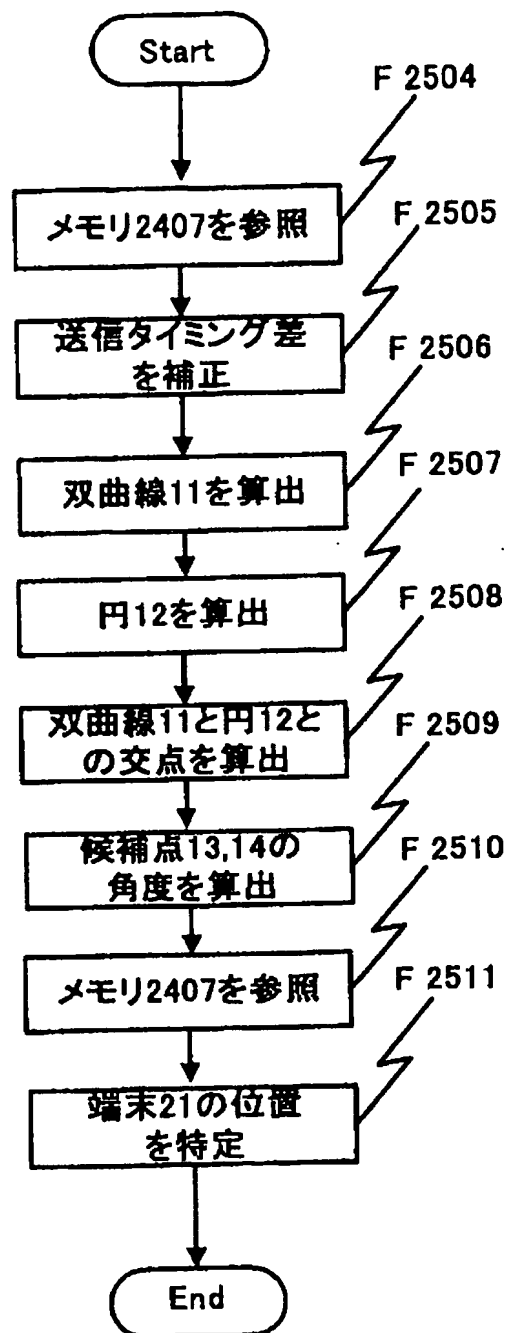 Start
F 2504
メモリ2407を参照
F 2505
送信タイミング差
を補正
F 2506
双曲線11を算出
F 2507
円12を算出
F 2508
双曲線11と円12と
の交点を算出
F 2509
候補点13,14の
角度を算出
F 2510
メモリ2407を参照
F 2511
端末21の位置
を特定
End